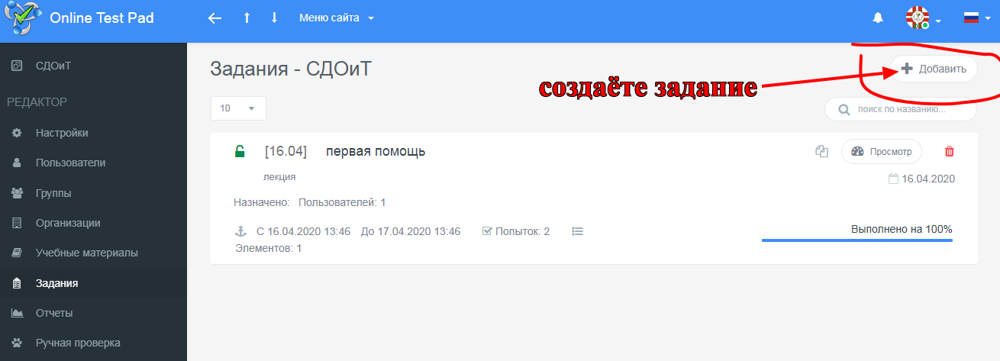 Online Test Pad
Меню сайта
СДОиТ
РЕДАКТОР
Настройки
Пользователи
Группы
Организации
Учебные материалы
Задания
Отчеты
Ручная проверка
Задания - СДОиТ
Добавить
создаёте задание
10
поиск по названию...
[16.04] первая помощь
Просмотр
лекция
16.04.2020
Назначено: Пользователей: 1
С 16.04.2020 13:46 До 17.04.2020 13:46 Попыток: 2
Выполнено на 100%
Элементов: 1